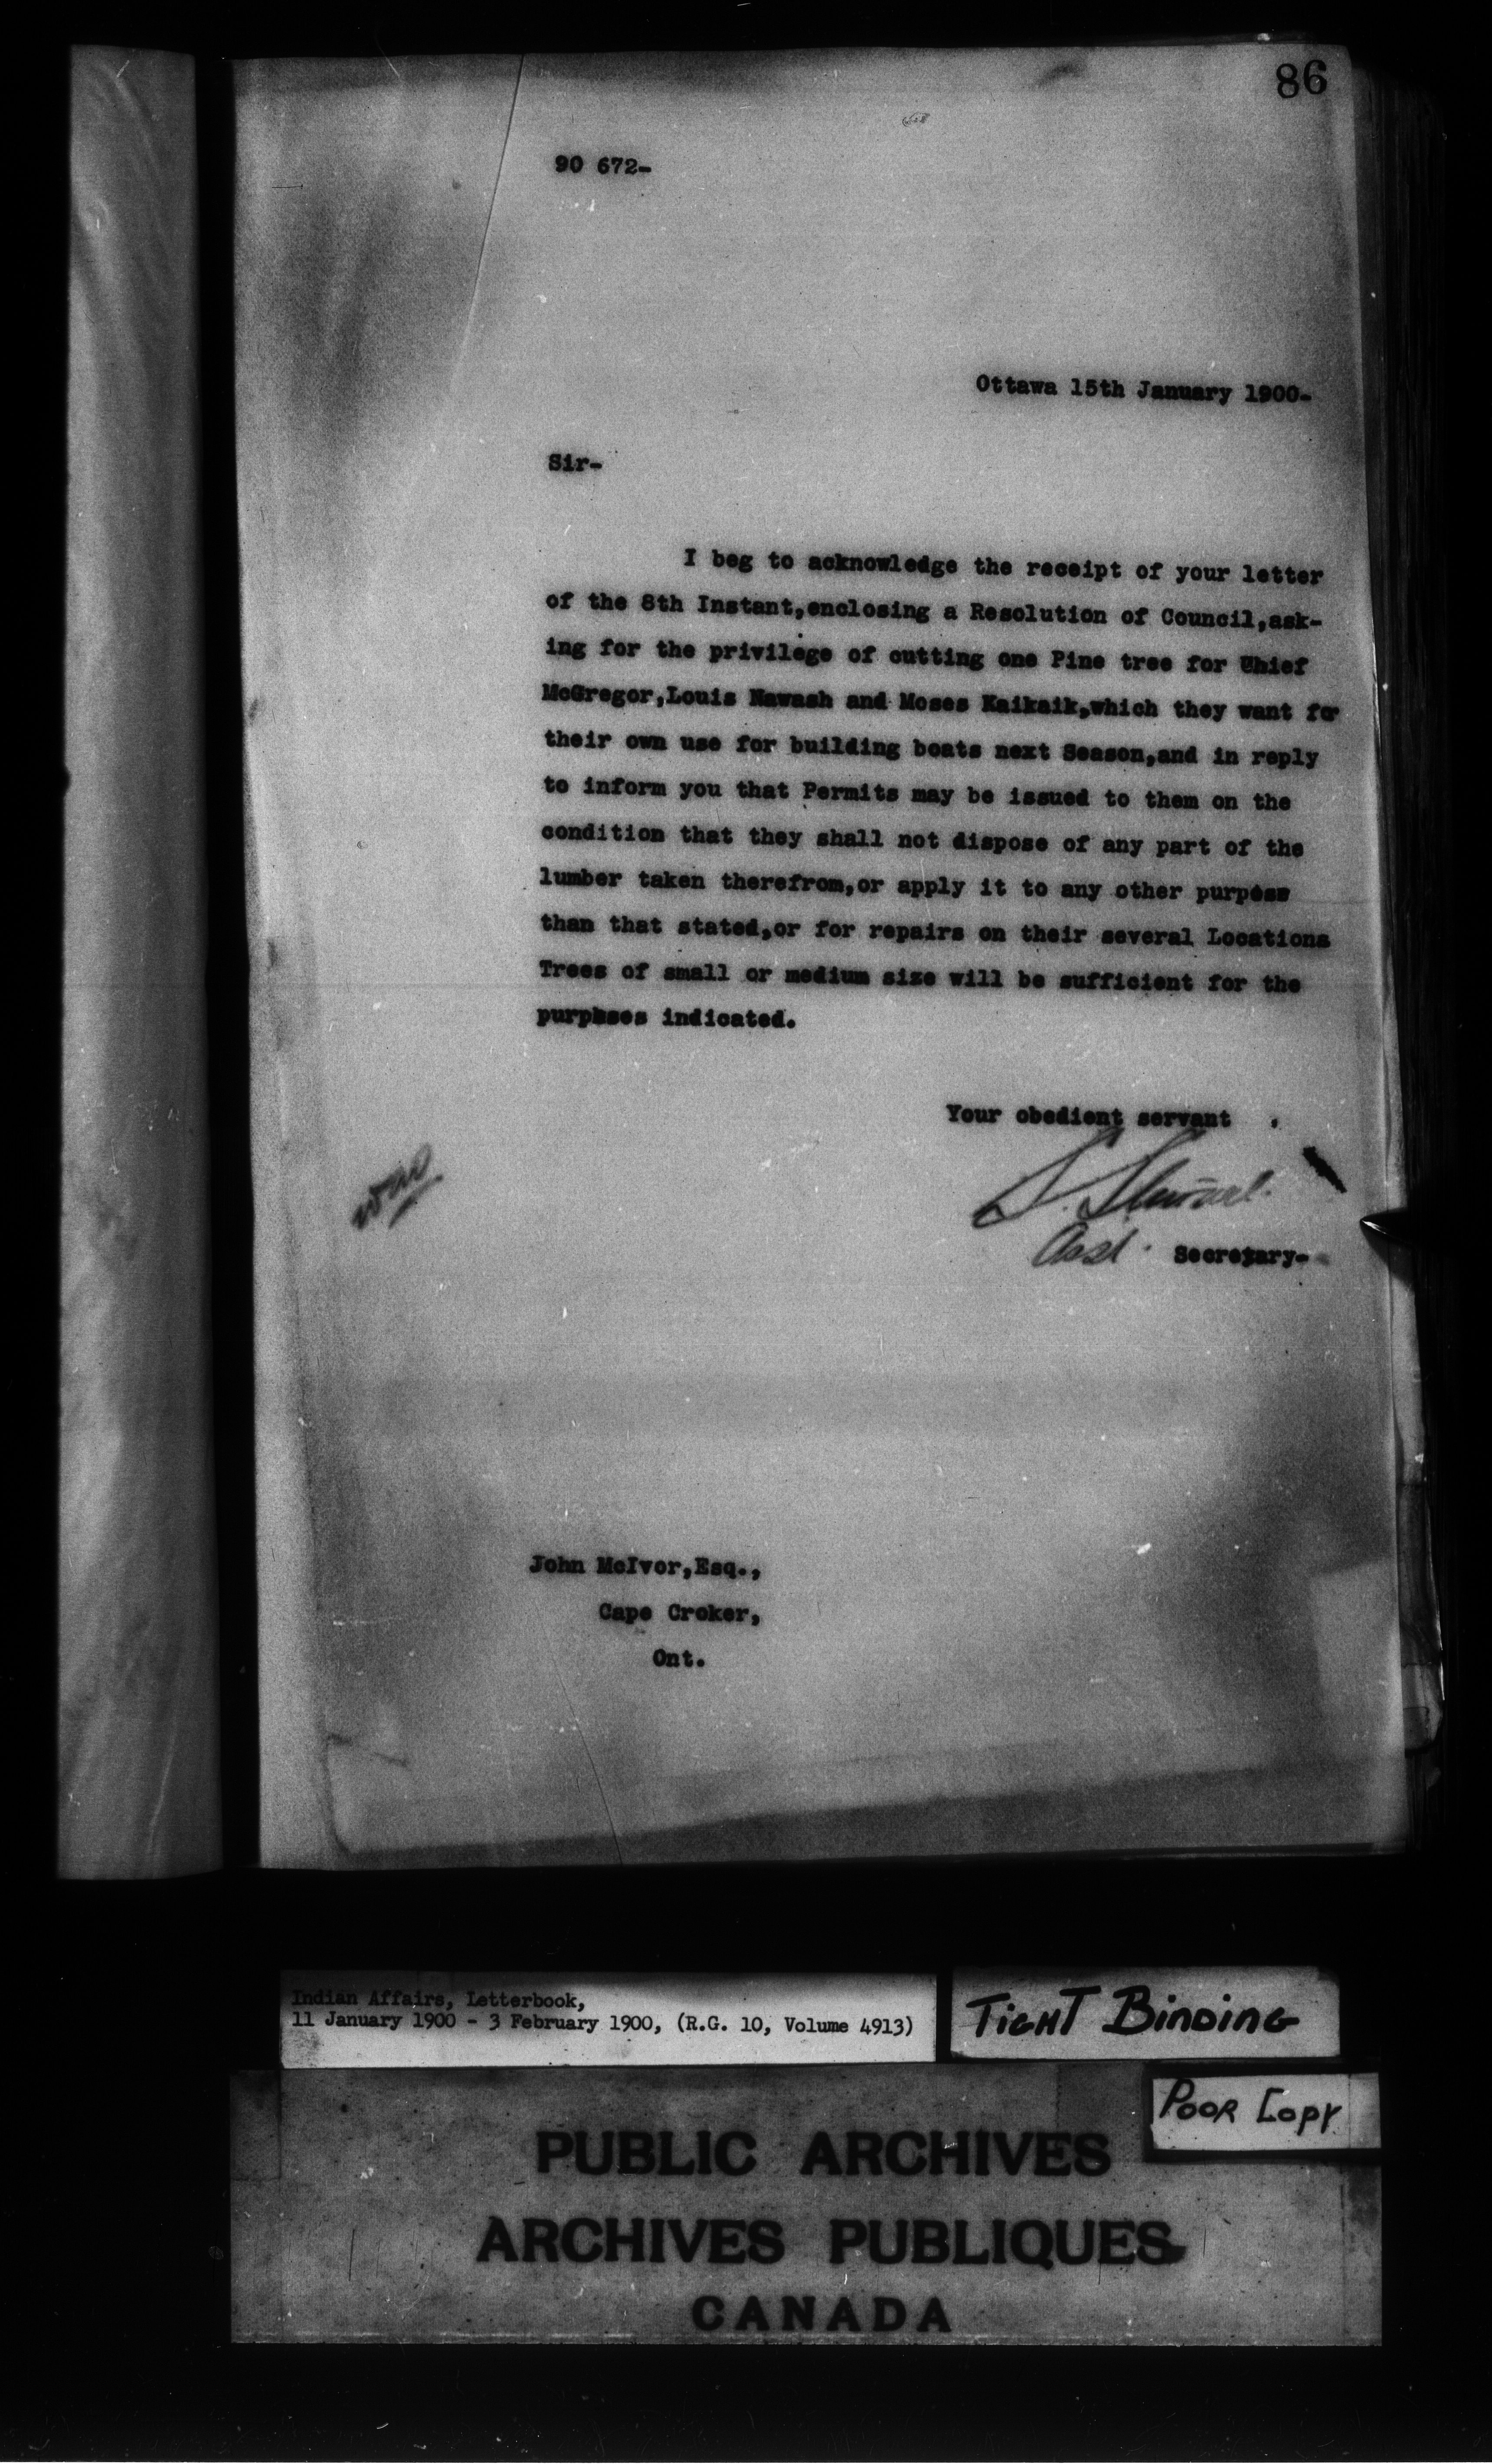 86
90 672-
Ottawa 15th January 1900-
Sir-
I beg to acknowledge the receipt of your letter
of the 8th Instant,enclosing a Resolution of Council,ask-
ing for the privilege of cutting one Pine tree for Chief
McGregor,Louis Nawash and Moses Kaikaik,which they want for
their own use for building boats next Season,and in reply
to inform you that Permits may be issued to them on the
condition that they shall not dispose of any part of the
lumber taken therefrom,or apply it to any other purpose
than that stated,or for repairs on their several Locations
Trees of small or medium size will be sufficient for the
purposes indicated.
Your obedient servant .
S. Stewart.
Asst. Secretary-
John McIvor,Esq.,
Cape Croker,
Ont.
Indian Affairs, Letterbook,
11 January 1900 - 3 February 1900, (R.G. 10, Volume 4913)
TIGHT BINDING
POOR COPY
PUBLIC ARCHIVES
ARCHIVES PUBLIQUES
CANADA